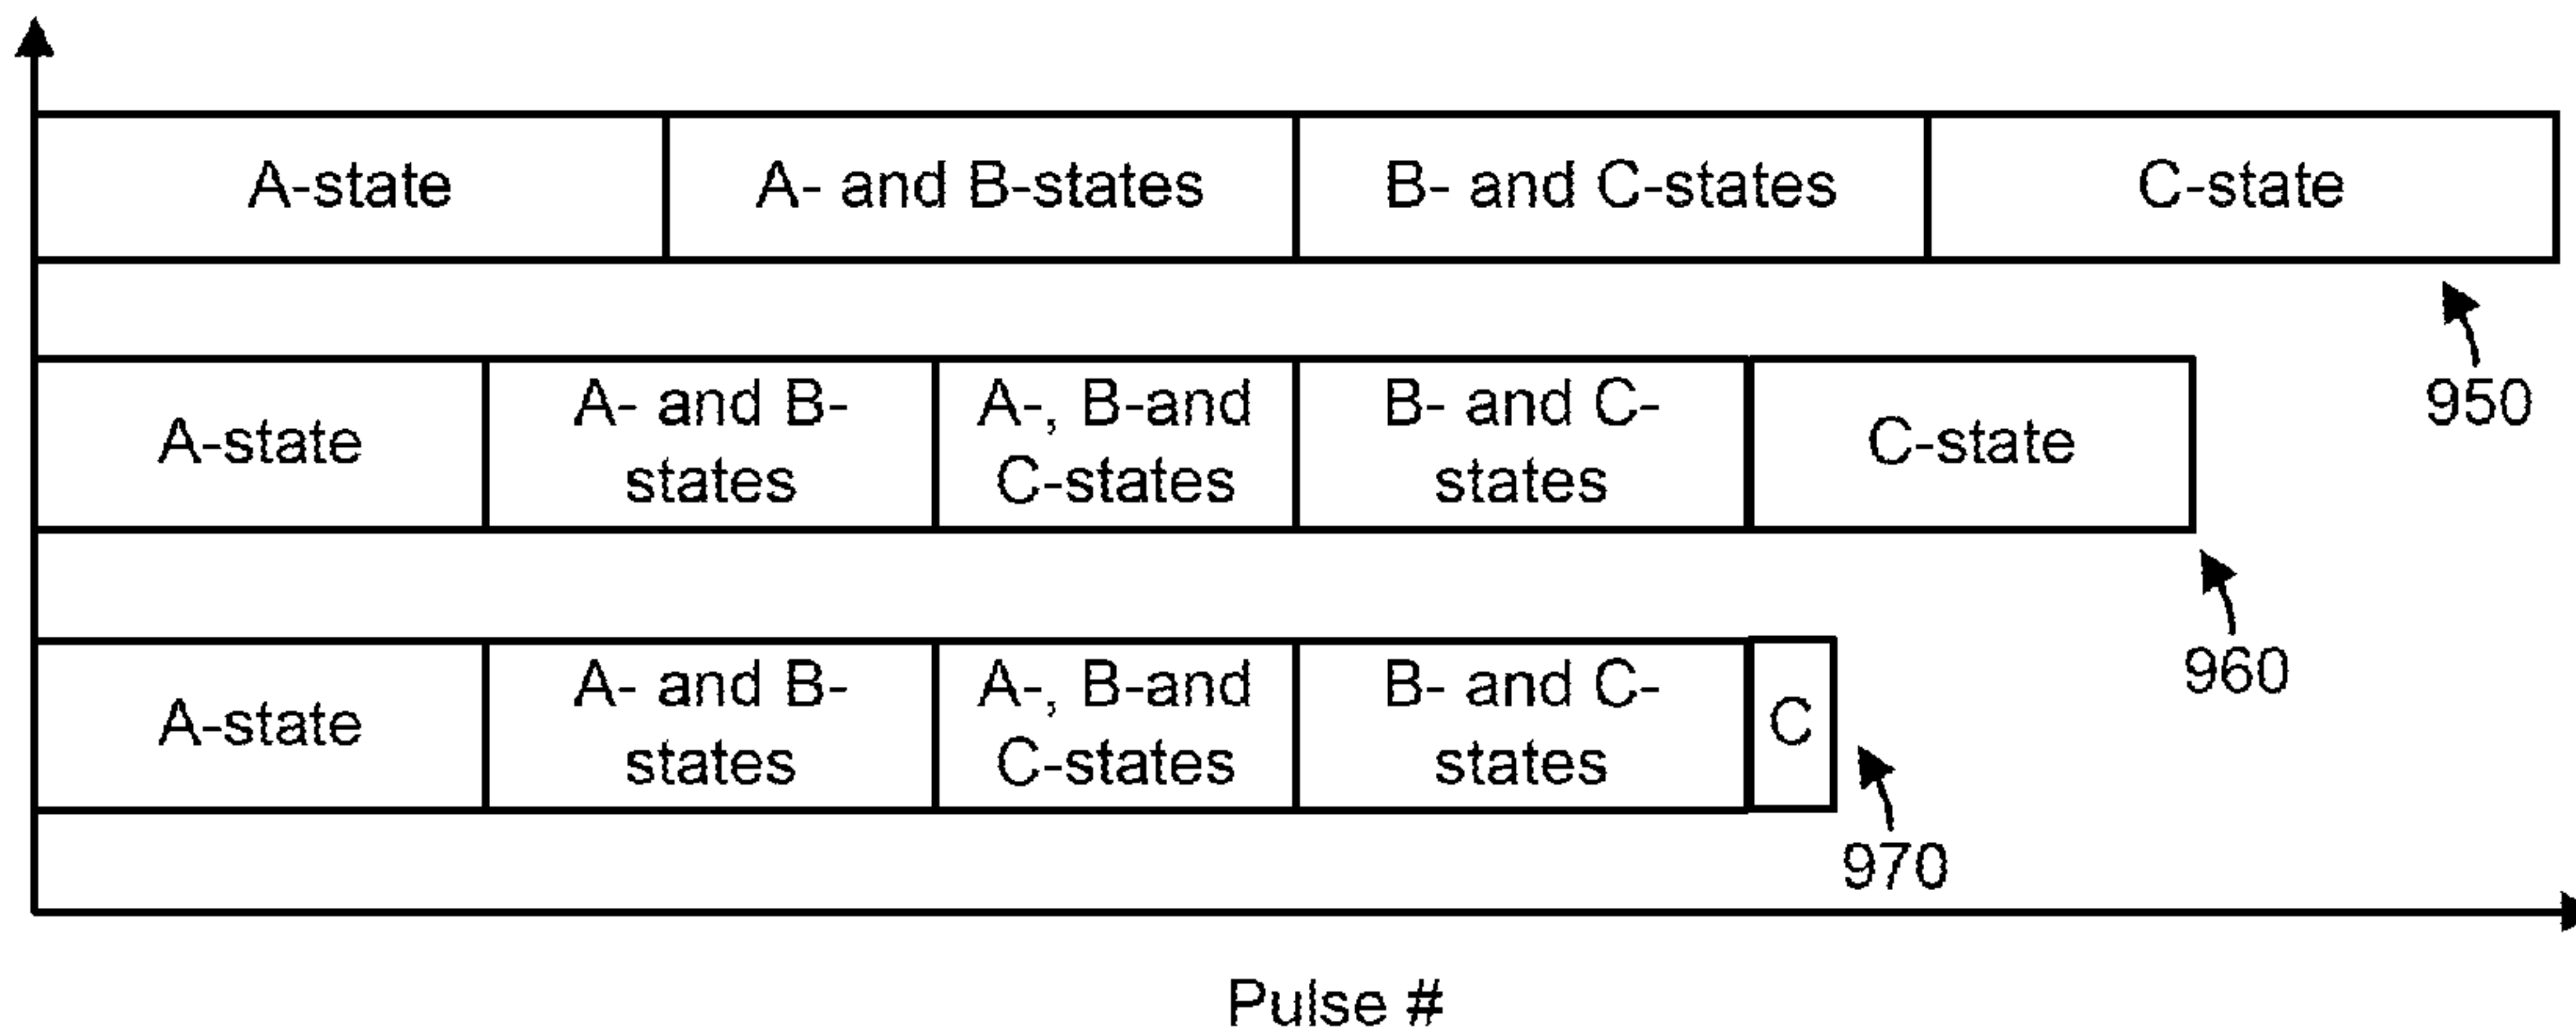 A-state
A- and B-states
B- and C-states
C-state
950
A-state
A- and B-
states
A-, B-and
C-states
B- and C-
states
C-state
960
A-state
A- and B-
states
A-, B-and
C-states
B- and C-
states
C
970
Pulse #